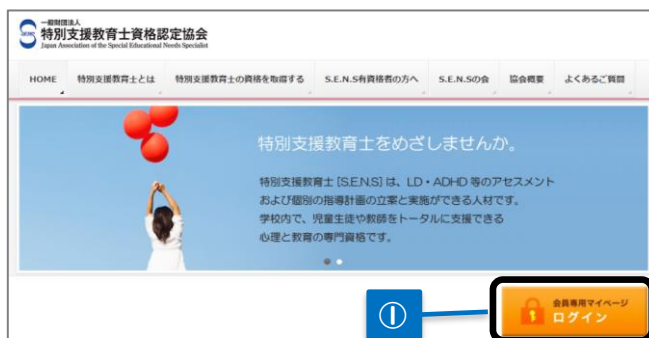 一般財団法人
特別支援教育士資格認定協会
Japan Association of the Special Educational Needs Specialist
HOME 特別支援教育士とは 特別支援教育士の資格を取得する S.E.N.S有資格者の方へ S.E.N.Sの会 協会概要 よくあるご質問
特別支援教育士をめざしませんか。
特別支援教育士 [S.E.N.S] は、LD・ADHD 等のアセスメント
および個別の指導計画の立案と実施ができる人材です。
学校内で、児童生徒や教師をトータルに支援できる
心理と教育の専門資格です。
①
会員専用マイページ
ログイン